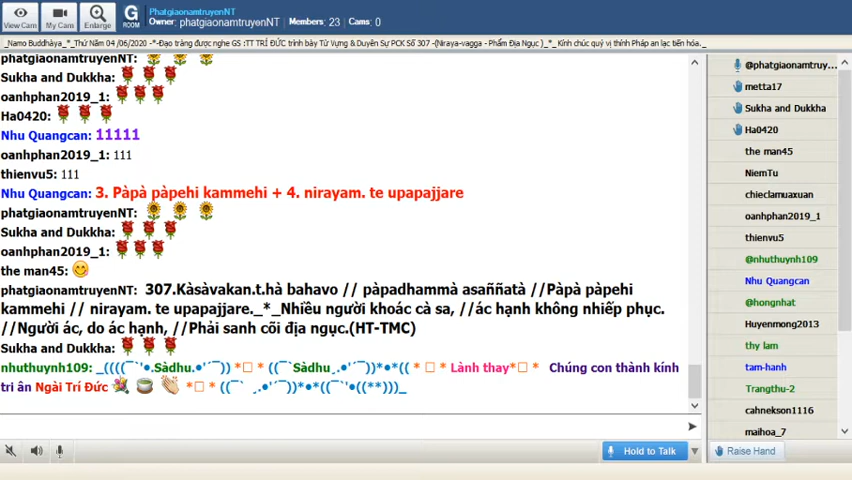 View Cam
My Cam
Enlarge
G
ROOM
Room: phatgiaonamtruyenNT
Owner: phatgiaonamtruyenNT Members: 23 Cams: 0
_Namo Buddhàya_*_Thứ Năm 04/06/2020 -*-Đạo tràng được nghe GS :TT TRÍ ĐỨC trình bày Từ Vựng & Duyên Sự PCK Số 307 -(Niraya-vagga - Phẩm Địa Ngục )_*_ Kính chúc quý vị thính Pháp an lạc tiến hóa._
phatgiaonamtruyenNT:
Sukha and Dukkha:
oanhphan2019_1:
Ha0420:
Nhu Quangcan: 11111
oanhphan2019_1: 111
thienvu5: 111
Nhu Quangcan: 3. Pàpà pàpehi kammehi + 4. nirayam. te upapajjare
phatgiaonamtruyenNT:
Sukha and Dukkha:
oanhphan2019_1:
the man45:
phatgiaonamtruyenNT: 307.Kàsàvakan.t.hà bahavo // pàpadhammà asaññatà //Pàpà pàpehi
kammehi // nirayam. te upapajjare._*_Nhiều người khoác cà sa, //ác hạnh không nhiếp phục.
//Người ác, do ác hạnh, //Phải sanh cõi địa ngục.(HT-TMC)
Sukha and Dukkha:
nhuthuynh109: _((((¯`'•.Sàdhu.•'´¯)) *□ * ((¯`Sàdhu¸.•'´¯))*•*(( * □ * Lành thay*□ * Chúng con thành kính
tri ân Ngài Trí Đức *□ * ((¯` ¸.•'´¯))*•*((¯`'•((**)))_
Hold to Talk
@phatgiaonamtruy...
metta17
Sukha and Dukkha
Ha0420
the man45
NiemTu
chieclamuaxuan
oanhphan2019_1
thienvu5
@nhuthuynh109
Nhu Quangcan
@hongnhat
Huyenmong2013
thy lam
tam-hanh
Trangthu-2
cahnekson1116
maihoa_7
Raise Hand